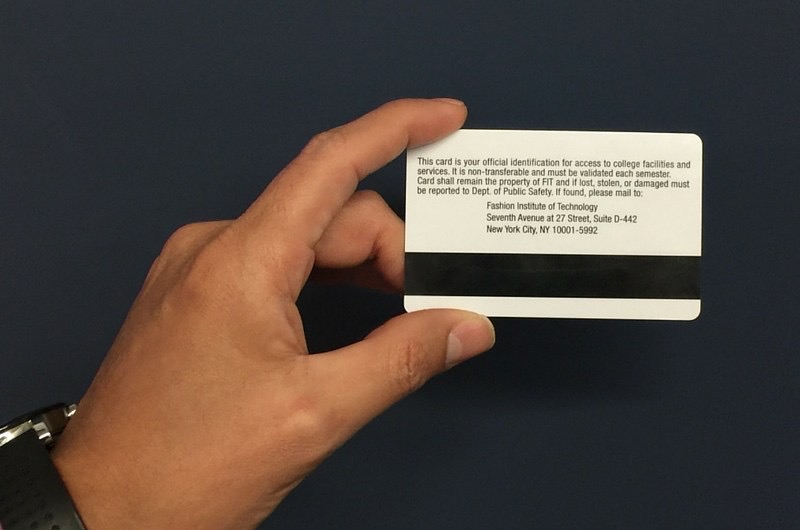 This card is your official identification for access to college facilities and
services. It is non-transferable and must be validated each semester.
Card shall remain the property of FIT and if lost, stolen, or damaged must
be reported to Dept. of Public Safety. If found, please mail to:
Fashion Institute of Technology
Seventh Avenue at 27 Street, Suite D-442
New York City, NY 10001-5992